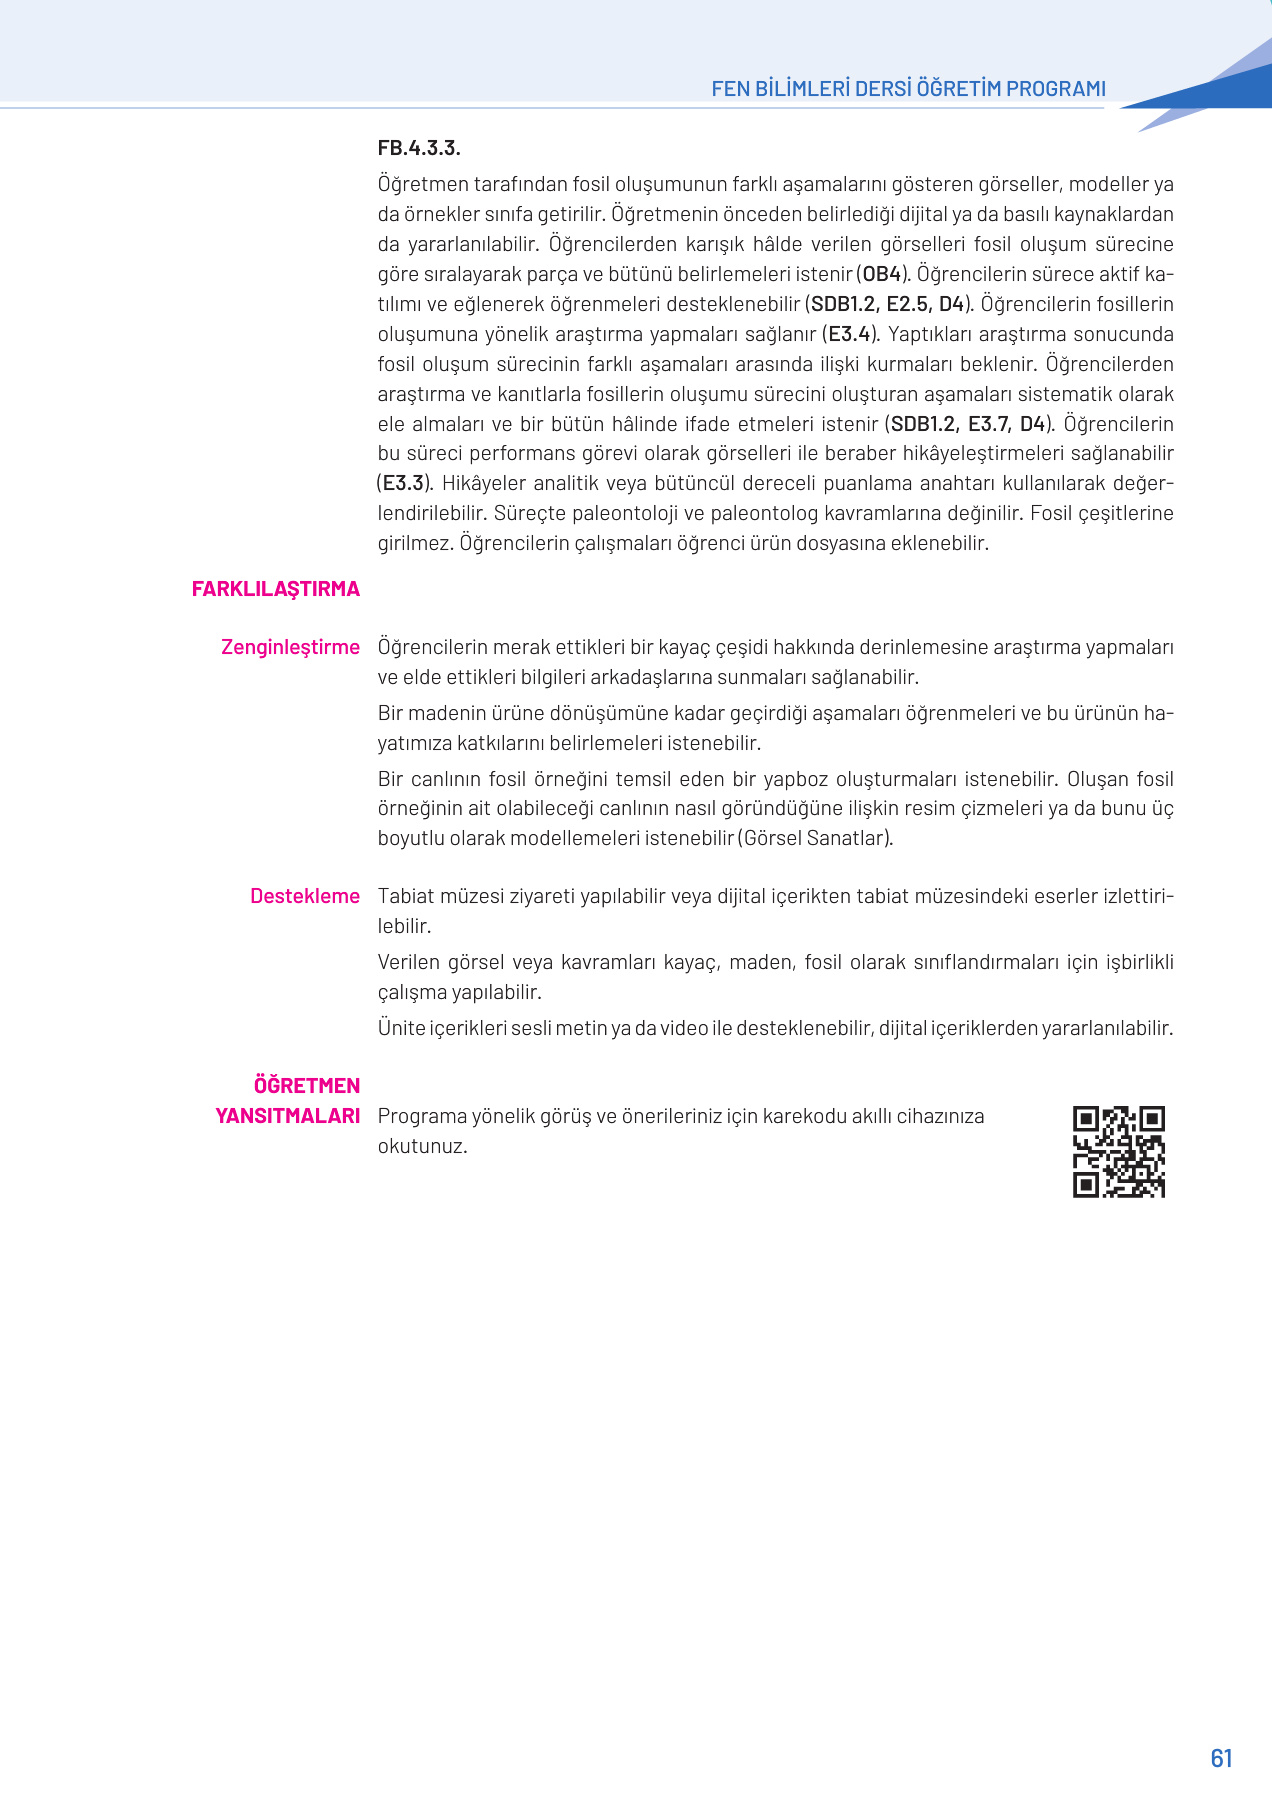 FEN BİLİMLERİ DERSİ ÖĞRETİM PROGRAMI
FB.4.3.3.
Öğretmen tarafından fosil oluşumunun farklı aşamalarını gösteren görseller, modeller ya
da örnekler sınıfa getirilir. Öğretmenin önceden belirlediği dijital ya da basılı kaynaklardan
da yararlanılabilir. Öğrencilerden karışık hâlde verilen görselleri fosil oluşum sürecine
göre sıralayarak parça ve bütünü belirlemeleri istenir (OB4). Öğrencilerin sürece aktif ka-
tılımı ve eğlenerek öğrenmeleri desteklenebilir (SDB1.2, E2.5, D4). Öğrencilerin fosillerin
oluşumuna yönelik araştırma yapmaları sağlanır (E3.4). Yaptıkları araştırma sonucunda
fosil oluşum sürecinin farklı aşamaları arasında ilişki kurmaları beklenir. Öğrencilerden
araştırma ve kanıtlarla fosillerin oluşumu sürecini oluşturan aşamaları sistematik olarak
ele almaları ve bir bütün hâlinde ifade etmeleri istenir (SDB1.2, E3.7, D4). Öğrencilerin
bu süreci performans görevi olarak görselleri ile beraber hikâyeleştirmeleri sağlanabilir
(E3.3). Hikâyeler analitik veya bütüncül dereceli puanlama anahtarı kullanılarak değer-
lendirilebilir. Süreçte paleontoloji ve paleontolog kavramlarına değinilir. Fosil çeşitlerine
girilmez. Öğrencilerin çalışmaları öğrenci ürün dosyasına eklenebilir.
FARKLILAŞTIRMA
Zenginleştirme Öğrencilerin merak ettikleri bir kayaç çeşidi hakkında derinlemesine araştırma yapmaları
ve elde ettikleri bilgileri arkadaşlarına sunmaları sağlanabilir.
Bir madenin ürüne dönüşümüne kadar geçirdiği aşamaları öğrenmeleri ve bu ürünün ha-
yatımıza katkılarını belirlemeleri istenebilir.
Bir canlının fosil örneğini temsil eden bir yapboz oluşturmaları istenebilir. Oluşan fosil
örneğinin ait olabileceği canlının nasıl göründüğüne ilişkin resim çizmeleri ya da bunu üç
boyutlu olarak modellemeleri istenebilir (Görsel Sanatlar).
Destekleme Tabiat müzesi ziyareti yapılabilir veya dijital içerikten tabiat müzesindeki eserler izlettiri-
lebilir.
Verilen görsel veya kavramları kayaç, maden, fosil olarak sınıflandırmaları için işbirlikli
çalışma yapılabilir.
Ünite içerikleri sesli metin ya da video ile desteklenebilir, dijital içeriklerden yararlanılabilir.
ÖĞRETMEN
YANSITMALARI Programa yönelik görüş ve önerileriniz için karekodu akıllı cihazınıza
okutunuz.
61